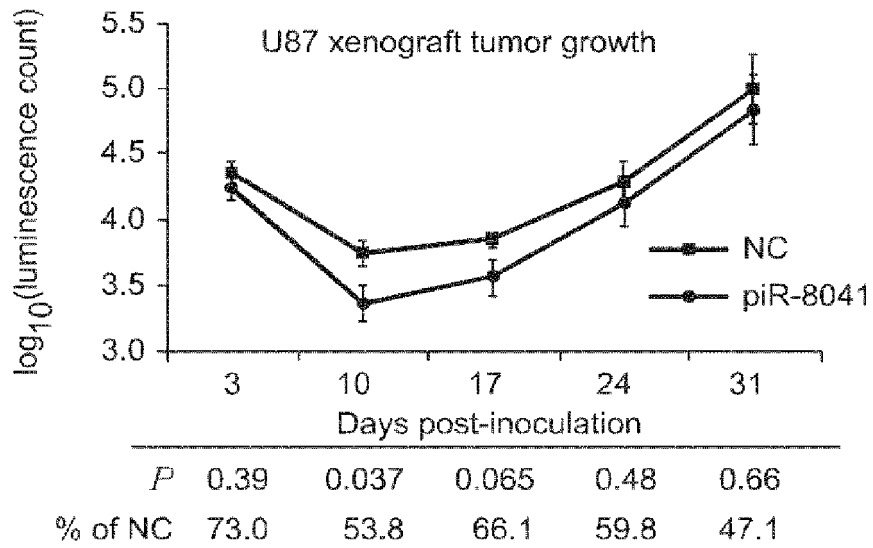 U87 xenograft tumor growth
log10(luminescence count)
5.5
5.0
4.5
4.0
3.5
3.0
NC
piR-8041
3 10 17 24 31
Days post-inoculation
P 0.39 0.037 0.065 0.48 0.66
% of NC 73.0 53.8 66.1 59.8 47.1